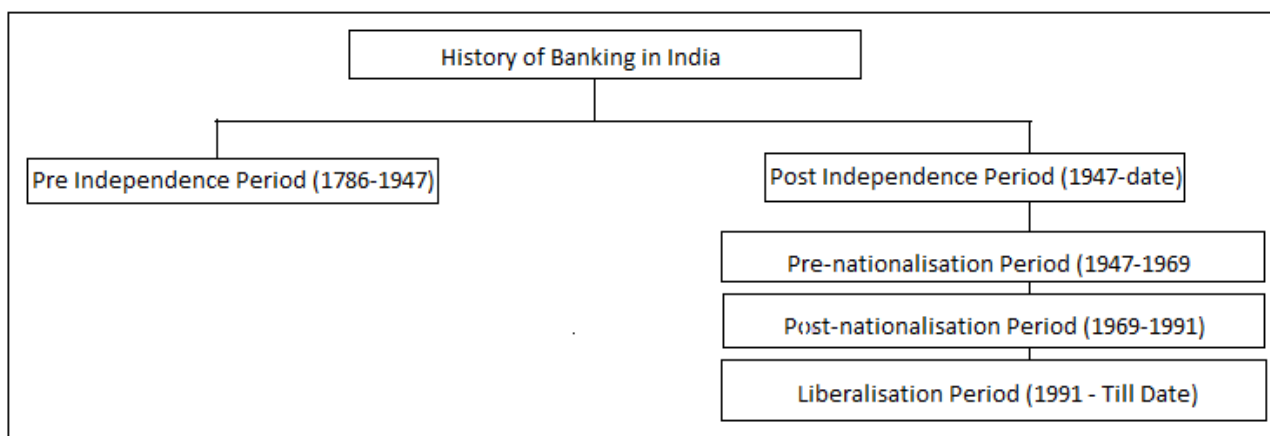 History of Banking in India
Pre Independence Period (1786-1947)
Post Independence Period (1947-date)
Pre-nationalisation Period (1947-1969
Post-nationalisation Period (1969-1991)
Liberalisation Period (1991 - Till Date)